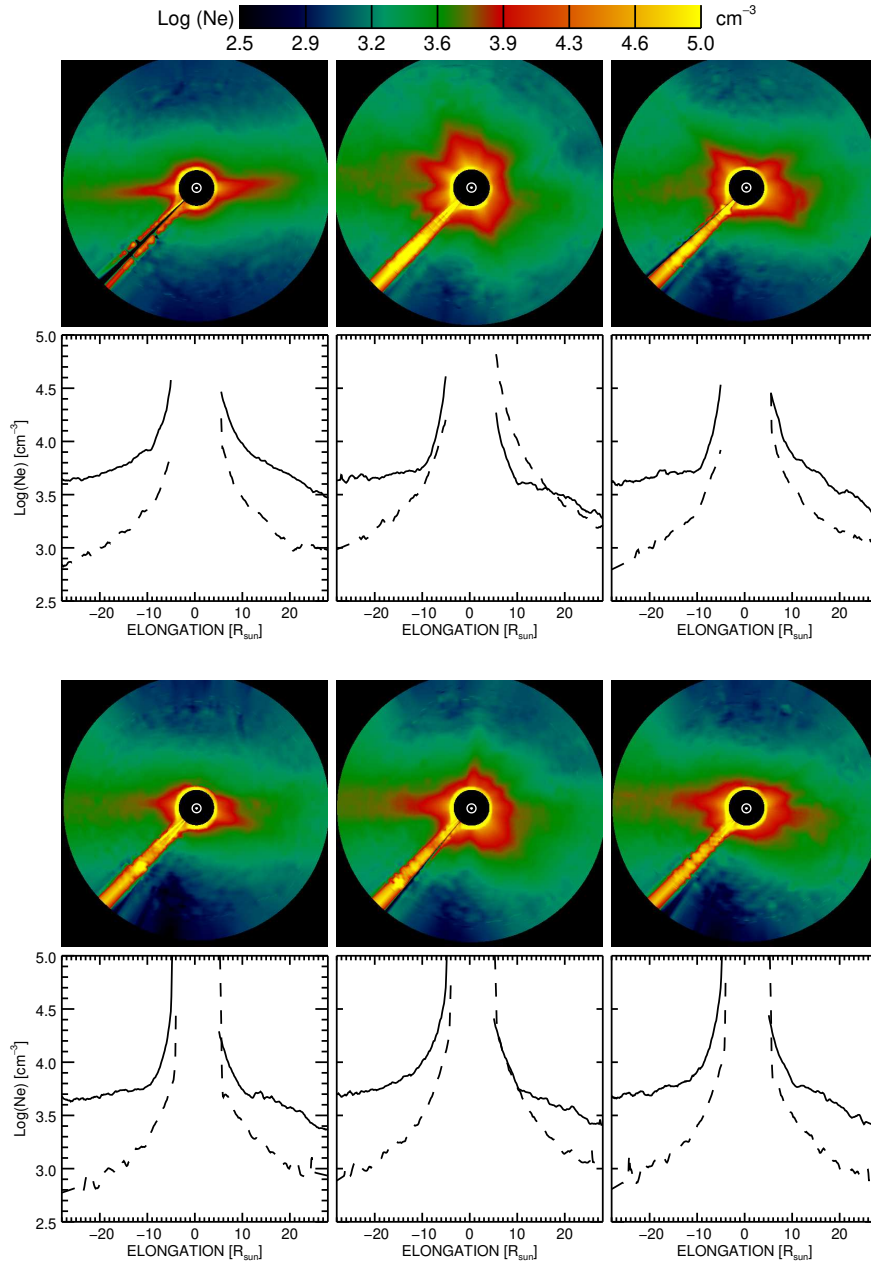 Log (Ne) cm⁻³
2.5 2.9 3.2 3.6 3.9 4.3 4.6 5.0
5.0
4.5
4.0
3.5
3.0
2.5
Log(Ne) [cm⁻³]
−20 −10 0 10 20 −20 −10 0 10 20 −20 −10 0 10 20
ELONGATION [R_sun] ELONGATION [R_sun] ELONGATION [R_sun]
5.0
4.5
4.0
3.5
3.0
2.5
Log(Ne) [cm⁻³]
−20 −10 0 10 20 −20 −10 0 10 20 −20 −10 0 10 20
ELONGATION [R_sun] ELONGATION [R_sun] ELONGATION [R_sun]